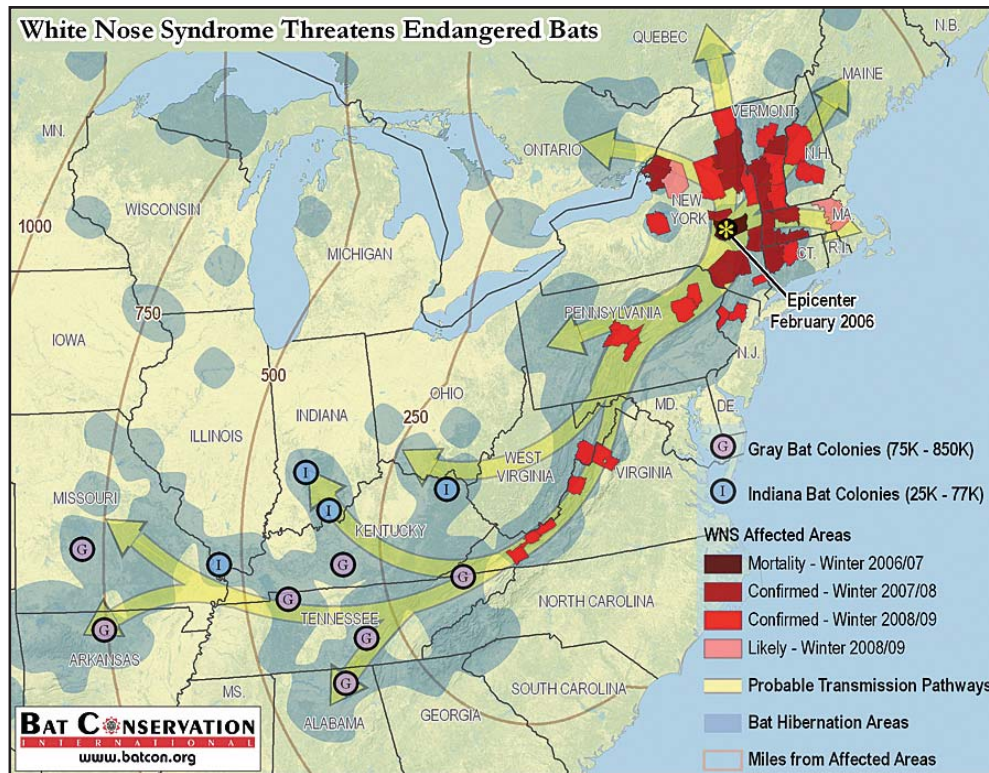 White Nose Syndrome Threatens Endangered Bats
QUEBEC
N.B.
MAINE
MN.
VERMONT
ONTARIO
N.H.
WISCONSIN
NEW
YORK
MA.
1000
MICHIGAN
CT.
R.I.
Epicenter
February 2006
750
PENNSYLVANIA
IOWA
N.J.
500
OHIO
INDIANA
250
MD.
DE.
ILLINOIS
WEST
VIRGINIA
VIRGINIA
G Gray Bat Colonies (75K - 850K)
I
I
I Indiana Bat Colonies (25K - 77K)
MISSOURI
I
KENTUCKY
WNS Affected Areas
G
I
G
G
Mortality - Winter 2006/07
Confirmed - Winter 2007/08
G
NORTH CAROLINA
Confirmed - Winter 2008/09
TENNESSEE
G
G
Likely - Winter 2008/09
ARKANSAS
G
SOUTH CAROLINA
Probable Transmission Pathways
MS.
ALABAMA
GEORGIA
Bat Hibernation Areas
Miles from Affected Areas
BAT CONSERVATION
INTERNATIONAL
www.batcon.org